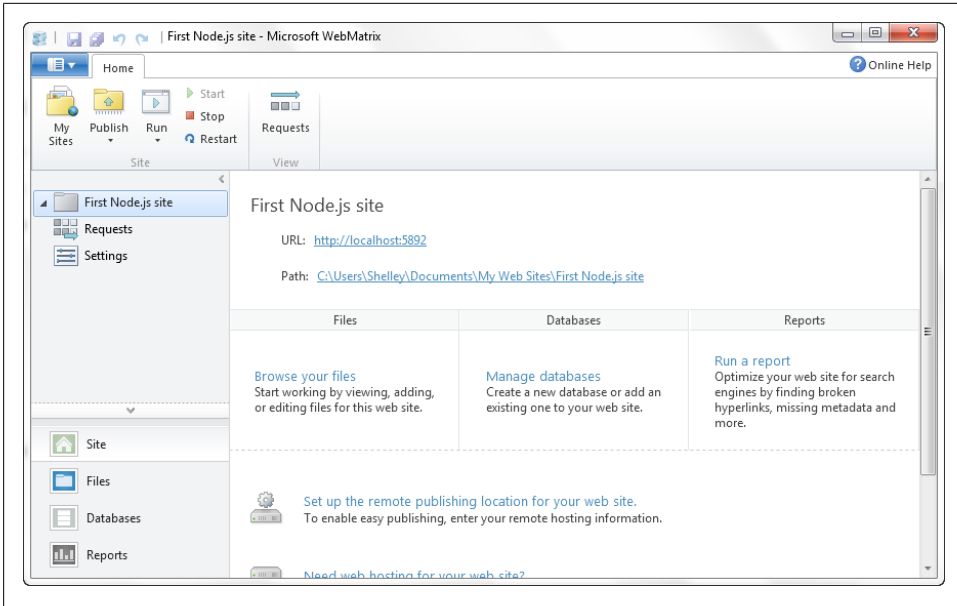 First Node.js site - Microsoft WebMatrix
Home
Online Help
My Sites
Publish
Run
Start
Stop
Restart
Requests
Site
View
First Node.js site
Requests
Settings
Site
Files
Databases
Reports
First Node.js site
URL: http://localhost:5892
Path: C:\Users\Shelley\Documents\My Web Sites\First Node.js site
Files
Databases
Reports
Browse your files
Start working by viewing, adding,
or editing files for this web site.
Manage databases
Create a new database or add an
existing one to your web site.
Run a report
Optimize your web site for search
engines by finding broken
hyperlinks, missing metadata and
more.
Set up the remote publishing location for your web site.
To enable easy publishing, enter your remote hosting information.
Need web hosting for your web site?